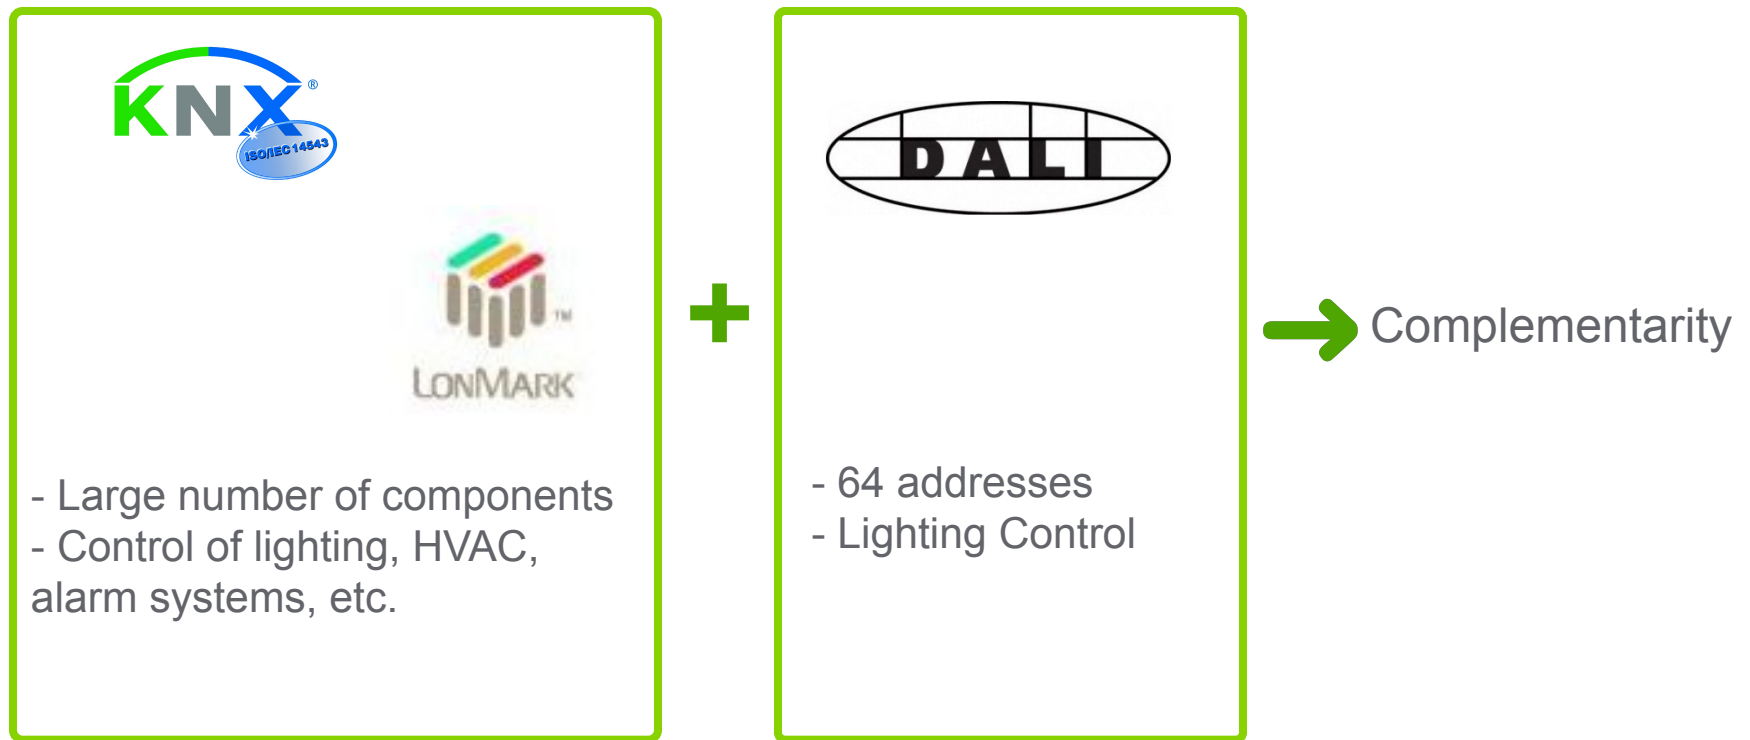 KNX®
ISO/IEC 14543
LONMARK
TM
- Large number of components
- Control of lighting, HVAC,
alarm systems, etc.
+
DALI
- 64 addresses
- Lighting Control
Complementarity